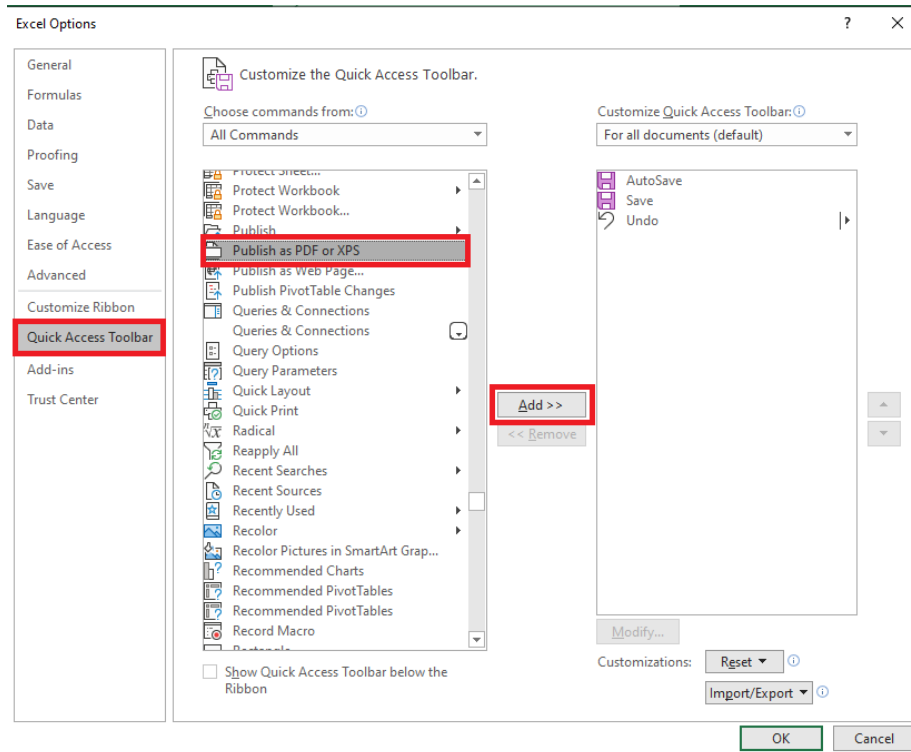 Excel Options
?
General
Formulas
Data
Proofing
Save
Language
Ease of Access
Advanced
Customize Ribbon
Quick Access Toolbar
Add-ins
Trust Center
Customize the Quick Access Toolbar.
Choose commands from:
All Commands
Protect Sheet...
Protect Workbook
Protect Workbook...
Publish
Publish as PDF or XPS
Publish as Web Page...
Publish PivotTable Changes
Queries & Connections
Queries & Connections
Query Options
Query Parameters
Quick Layout
Quick Print
Radical
Reapply All
Recent Searches
Recent Sources
Recently Used
Recolor
Recolor Pictures in SmartArt Grap...
Recommended Charts
Recommended PivotTables
Recommended PivotTables
Record Macro
Rectangle
Show Quick Access Toolbar below the
Ribbon
Add >>
<< Remove
Customize Quick Access Toolbar:
For all documents (default)
AutoSave
Save
Undo
Modify...
Customizations:
Reset
Import/Export
OK
Cancel